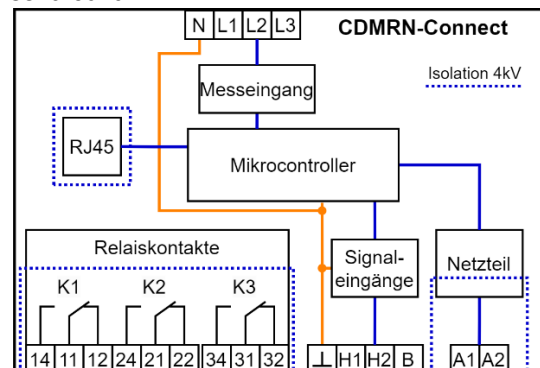 N L1 L2 L3
CDMRN-Connect
Isolation 4kV
Messeingang
RJ45
Mikrocontroller
Relaiskontakte
Signal-
eingänge
Netzteil
K1 K2 K3
14 11 12 24 21 22 34 31 32
⊥ H1 H2 B
A1 A2